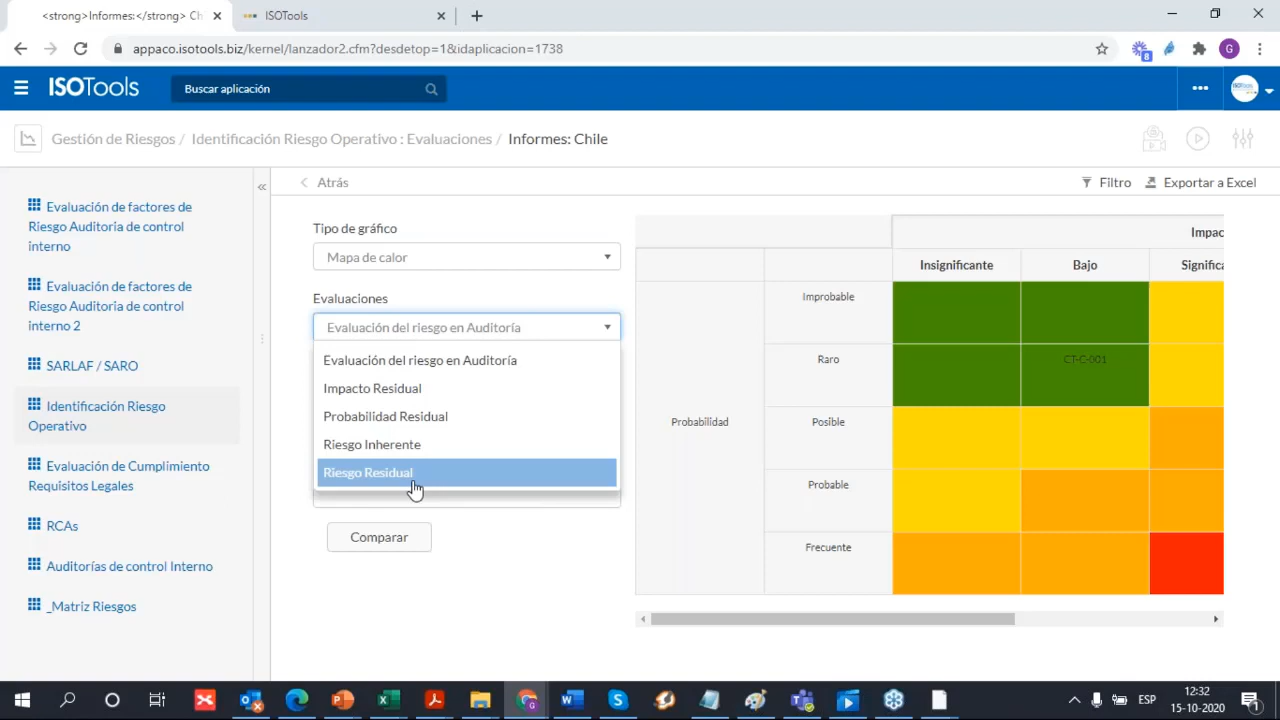 <strong>Informes:</strong> Ch
ISOTools
appaco.isotools.biz/kernel/lanzador2.cfm?desdetop=1&idaplicacion=1738
G
8
ISOTools
Buscar aplicación
Gestión de Riesgos / Identificación Riesgo Operativo : Evaluaciones / Informes: Chile
Evaluación de factores de
Riesgo Auditoria de control
interno
Evaluación de factores de
Riesgo Auditoria de control
interno 2
SARLAF / SARO
Identificación Riesgo
Operativo
Evaluación de Cumplimiento
Requisitos Legales
RCAs
Auditorías de control Interno
_Matriz Riesgos
Atrás
Filtro
Exportar a Excel
Tipo de gráfico
Mapa de calor
Evaluaciones
Evaluación del riesgo en Auditoría
Evaluación del riesgo en Auditoría
Impacto Residual
Probabilidad Residual
Riesgo Inherente
Riesgo Residual
Comparar
Impac
Insignificante
Bajo
Significa
Improbable
Raro
CT-C-001
Probabilidad
Posible
Probable
Frecuente
ESP
12:32
15-10-2020
1